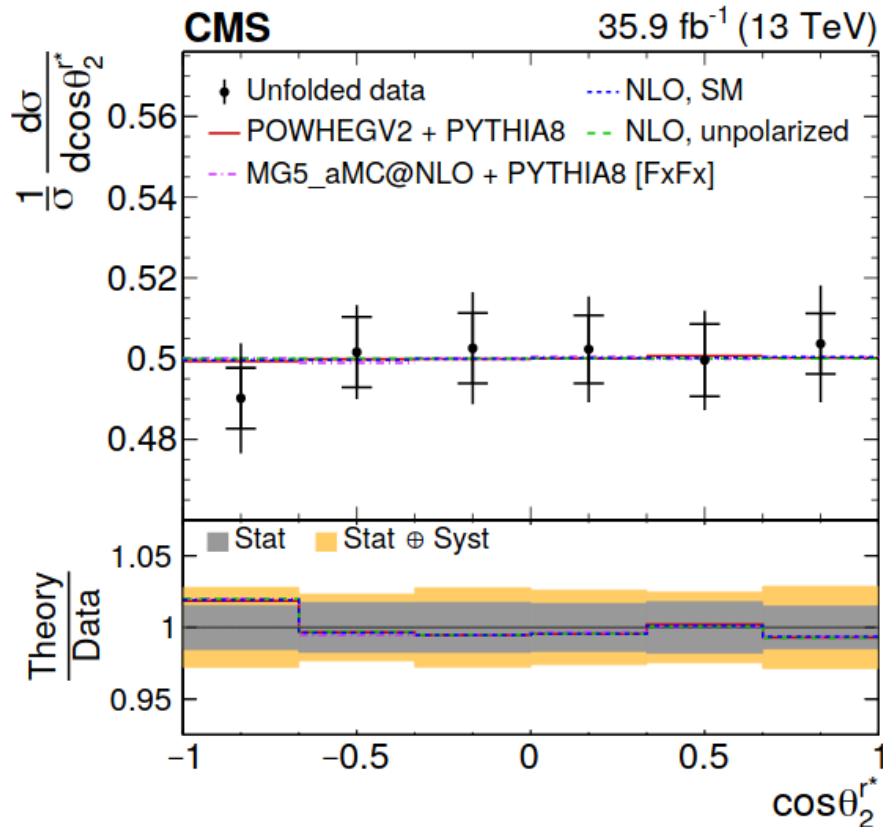 CMS 35.9 fb⁻¹ (13 TeV)
1/σ dσ/dcosθ₂^r*
Unfolded data
NLO, SM
POWHEGV2 + PYTHIA8
NLO, unpolarized
MG5_aMC@NLO + PYTHIA8 [FxFx]
0.56
0.54
0.52
0.5
0.48
Stat
Stat ⊕ Syst
Theory/Data
1.05
1
0.95
−1 −0.5 0 0.5 1
cosθ₂^r*